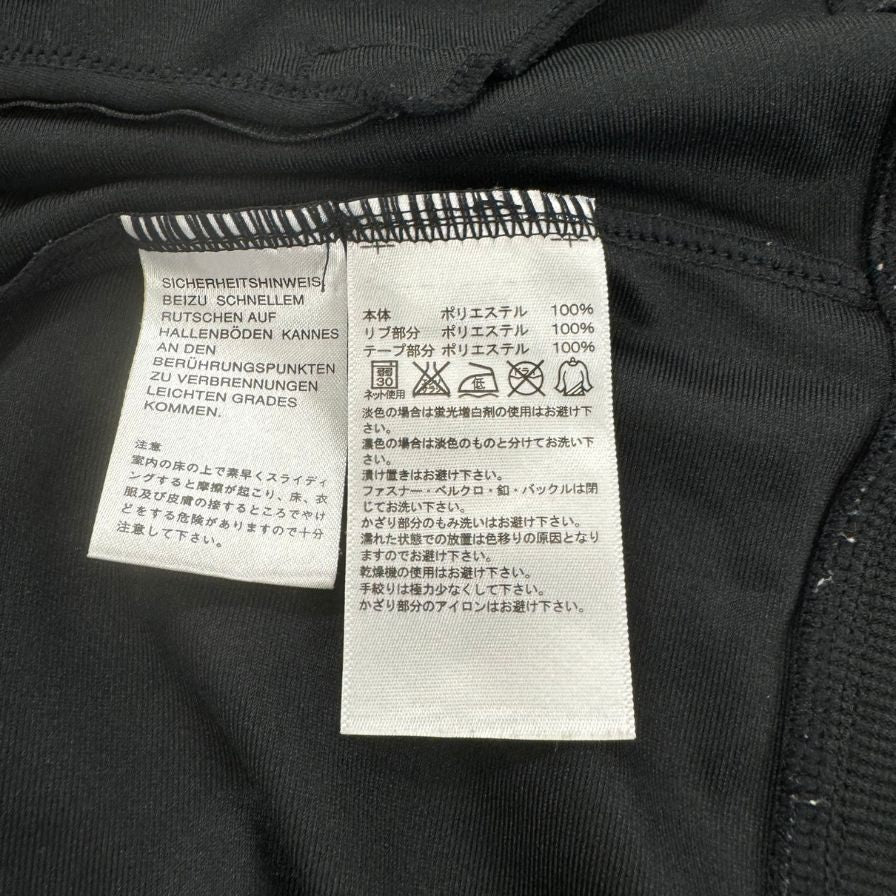 SICHERHEITSHINWEIS,
BEIZU SCHNELLEM
RUTSCHEN AUF
HALLENBÖDEN KANNES
AN DEN
BERÜHRUNGSPUNKTEN
ZU VERBRENNUNGEN
LEICHTEN GRADES
KOMMEN.
注意
室内の床の上で素早くスライディ
ングすると摩擦が起こり、床、衣
服及び皮膚の接するところでやけ
どをする危険がありますので十分
注意して下さい。
本体 ポリエステル 100%
リブ部分 ポリエステル 100%
テープ部分 ポリエステル 100%
弱 30 エンソサラシ 低 ドライ
ネット使用
淡色の場合は蛍光増白剤の使用はお避け下
さい。
濃色の場合は淡色のものと分けてお洗い下
さい。
漬け置きはお避け下さい。
ファスナー・ベルクロ・釦・バックルは閉
じてお洗い下さい。
かざり部分のもみ洗いはお避け下さい。
濡れた状態での放置は色移りの原因となり
ますのでお避け下さい。
乾燥機の使用はお避け下さい。
手絞りは極力少なくして下さい。
かざり部分のアイロンはお避け下さい。